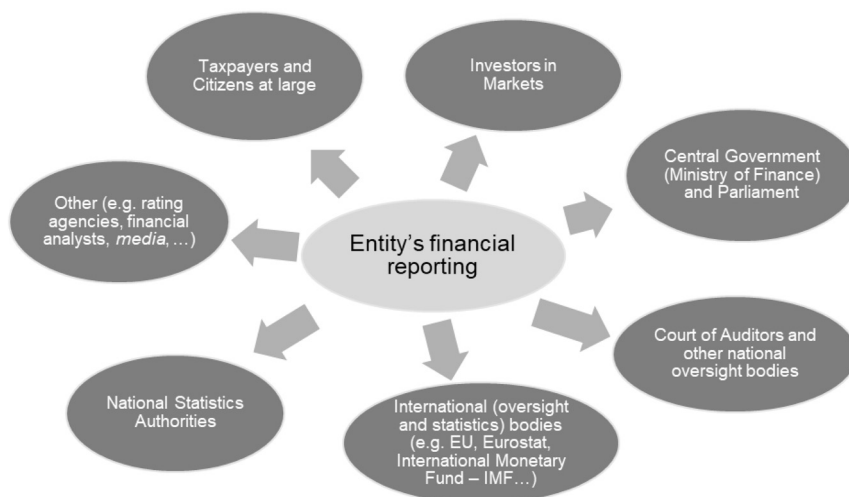 Taxpayers and
Citizens at large
Investors in
Markets
Central Government
(Ministry of Finance)
and Parliament
Other (e.g. rating
agencies, financial
analysts, media, …)
Entity’s financial
reporting
Court of Auditors and
other national
oversight bodies
National Statistics
Authorities
International (oversight
and statistics) bodies
(e.g. EU, Eurostat,
International Monetary
Fund – IMF…)